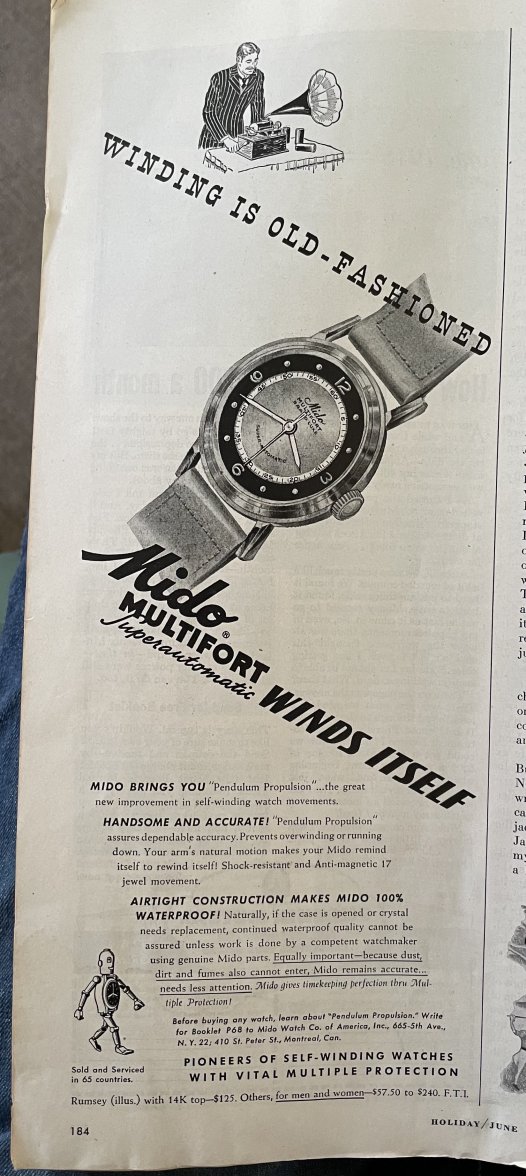 WINDING IS OLD-FASHIONED
12
3
6
9
Mido
MULTIFORT
Mido®
MULTIFORT
Superautomatic WINDS ITSELF
MIDO BRINGS YOU "Pendulum Propulsion"...the great
new improvement in self-winding watch movements.
HANDSOME AND ACCURATE! "Pendulum Propulsion"
assures dependable accuracy. Prevents overwinding or running
down. Your arm's natural motion makes your Mido remind
itself to rewind itself! Shock-resistant and Anti-magnetic 17
jewel movement.
AIRTIGHT CONSTRUCTION MAKES MIDO 100%
WATERPROOF! Naturally, if the case is opened or crystal
needs replacement, continued waterproof quality cannot be
assured unless work is done by a competent watchmaker
using genuine Mido parts. Equally important—because dust,
dirt and fumes also cannot enter, Mido remains accurate...
needs less attention. Mido gives timekeeping perfection thru Mul-
tiple Protection!
Before buying any watch, learn about "Pendulum Propulsion." Write
for Booklet P68 to Mido Watch Co. of America, Inc., 665-5th Ave.,
N. Y. 22; 410 St. Peter St., Montreal, Can.
Sold and Serviced
in 65 countries.
PIONEERS OF SELF-WINDING WATCHES
WITH VITAL MULTIPLE PROTECTION
Rumsey (illus.) with 14K top—$125. Others, for men and women—$57.50 to $240. F.T.I.
184
HOLIDAY/JUNE